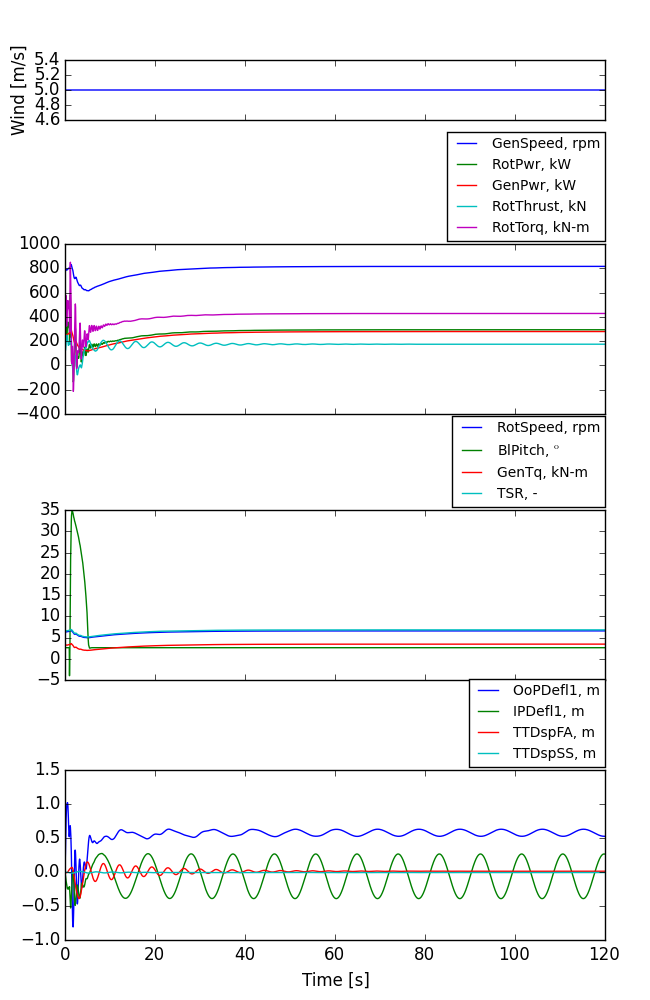 Wind [m/s]
5.4
5.2
5.0
4.8
4.6
GenSpeed, rpm
RotPwr, kW
GenPwr, kW
RotThrust, kN
RotTorq, kN-m
1000
800
600
400
200
0
−200
−400
RotSpeed, rpm
BlPitch, °
GenTq, kN-m
TSR, -
35
30
25
20
15
10
5
0
−5
OoPDefl1, m
IPDefl1, m
TTDspFA, m
TTDspSS, m
1.5
1.0
0.5
0.0
−0.5
−1.0
0 20 40 60 80 100 120
Time [s]